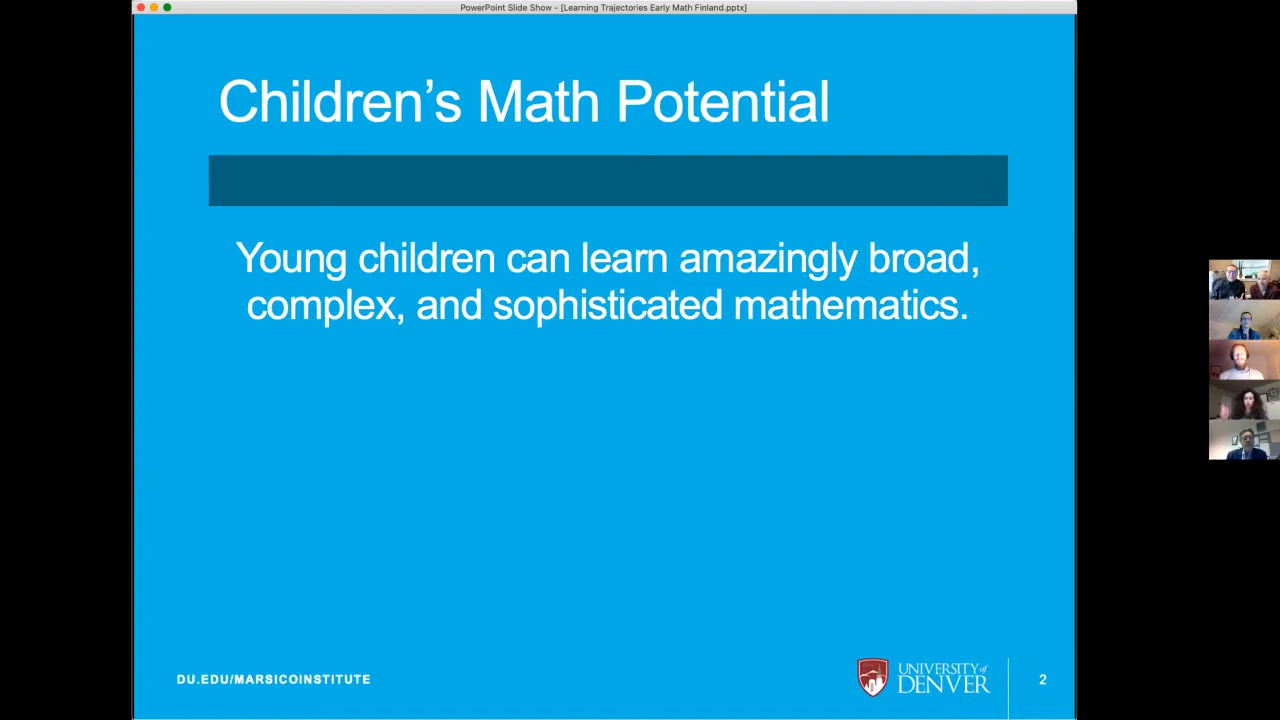 PowerPoint Slide Show - [Learning Trajectories Early Math Finland.pptx]
Children’s Math Potential
Young children can learn amazingly broad,
complex, and sophisticated mathematics.
DU.EDU/MARSICOINSTITUTE
UNIVERSITY of
DENVER
2